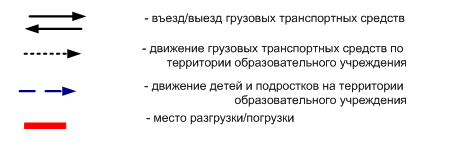 - въезд/выезд грузовых транспортных средств
- движение грузовых транспортных средств по
территории образовательного учреждения
- движение детей и подростков на территории
образовательного учреждения
- место разгрузки/погрузки